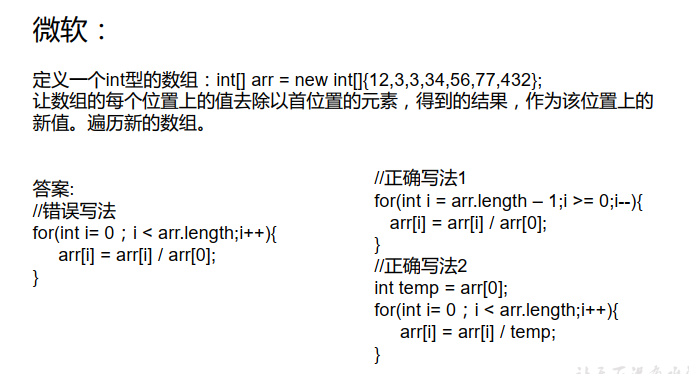 微软：
定义一个int型的数组：int[] arr = new int[]{12,3,3,34,56,77,432};
让数组的每个位置上的值去除以首位置的元素，得到的结果，作为该位置上的
新值。遍历新的数组。
答案:
//错误写法
for(int i= 0；i < arr.length;i++){
arr[i] = arr[i] / arr[0];
}
//正确写法1
for(int i = arr.length – 1;i >= 0;i--){
arr[i] = arr[i] / arr[0];
}
//正确写法2
int temp = arr[0];
for(int i= 0；i < arr.length;i++){
arr[i] = arr[i] / temp;
}